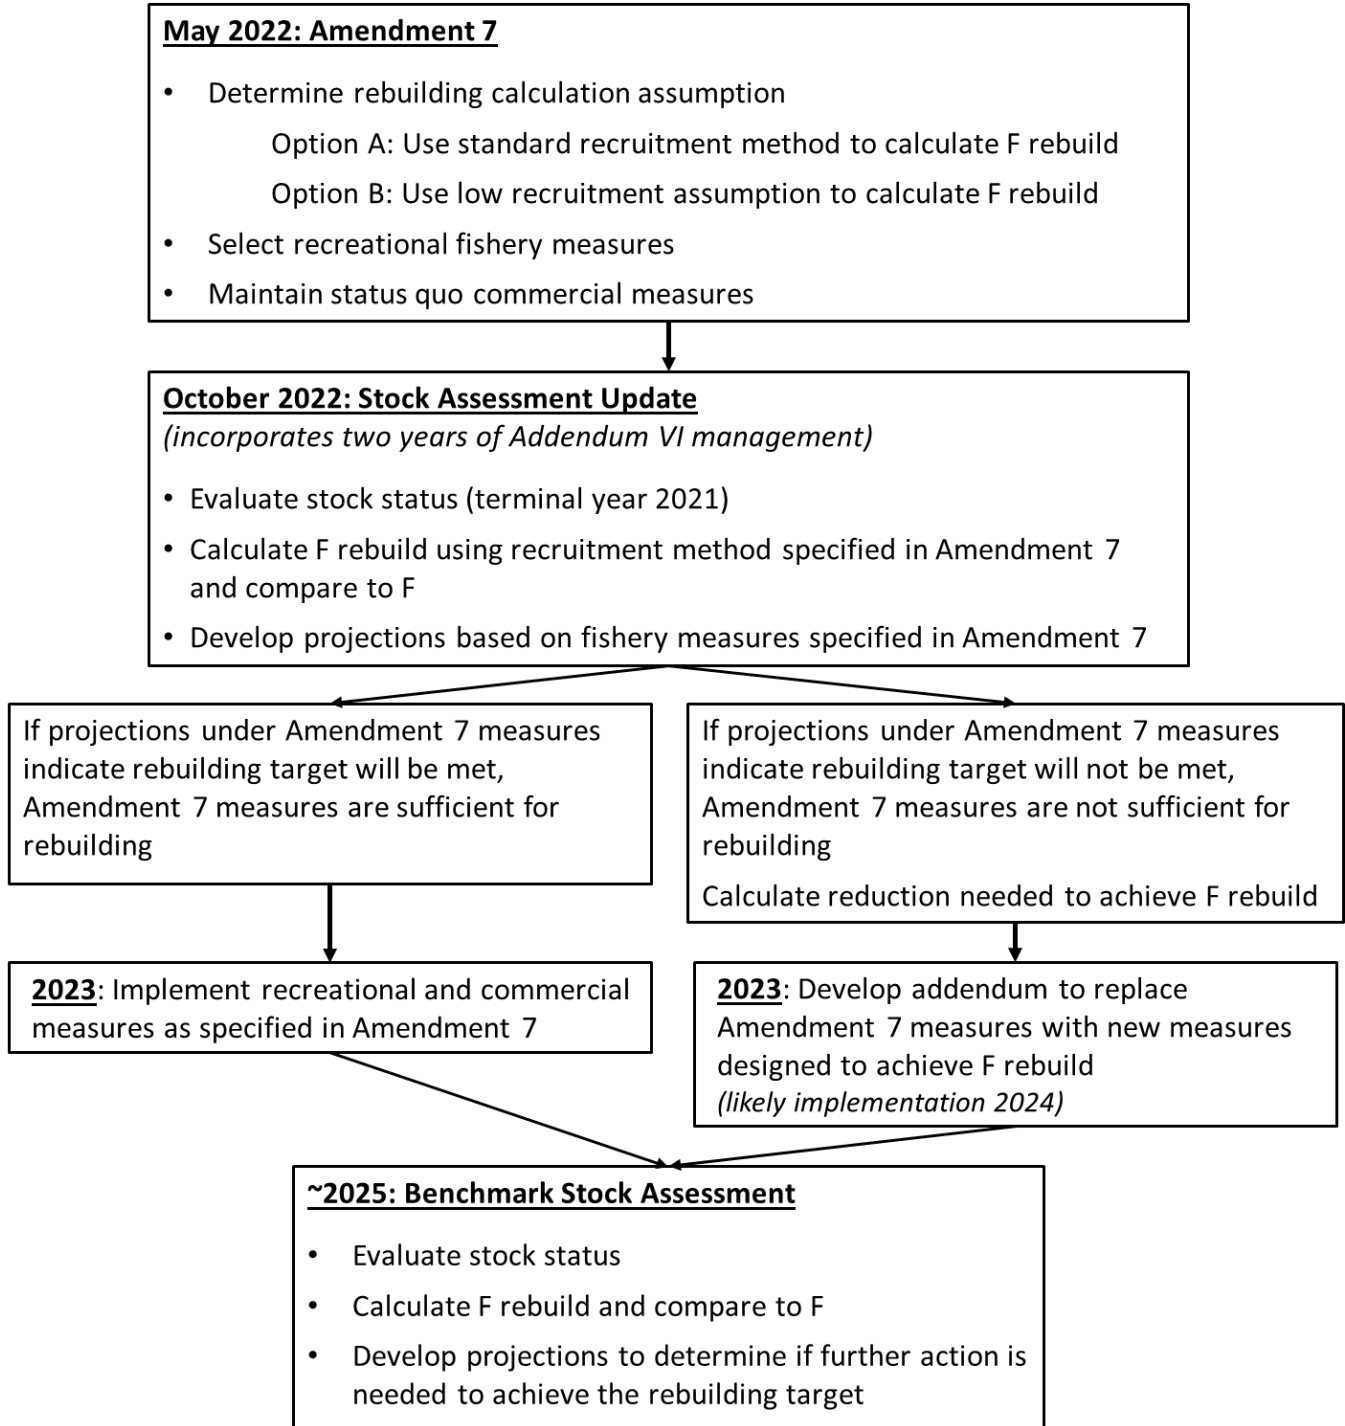 May 2022: Amendment 7
• Determine rebuilding calculation assumption
Option A: Use standard recruitment method to calculate F rebuild
Option B: Use low recruitment assumption to calculate F rebuild
• Select recreational fishery measures
• Maintain status quo commercial measures
October 2022: Stock Assessment Update
(incorporates two years of Addendum VI management)
• Evaluate stock status (terminal year 2021)
• Calculate F rebuild using recruitment method specified in Amendment 7
and compare to F
• Develop projections based on fishery measures specified in Amendment 7
If projections under Amendment 7 measures
indicate rebuilding target will be met,
Amendment 7 measures are sufficient for
rebuilding
If projections under Amendment 7 measures
indicate rebuilding target will not be met,
Amendment 7 measures are not sufficient for
rebuilding
Calculate reduction needed to achieve F rebuild
2023: Implement recreational and commercial
measures as specified in Amendment 7
2023: Develop addendum to replace
Amendment 7 measures with new measures
designed to achieve F rebuild
(likely implementation 2024)
~2025: Benchmark Stock Assessment
• Evaluate stock status
• Calculate F rebuild and compare to F
• Develop projections to determine if further action is
needed to achieve the rebuilding target